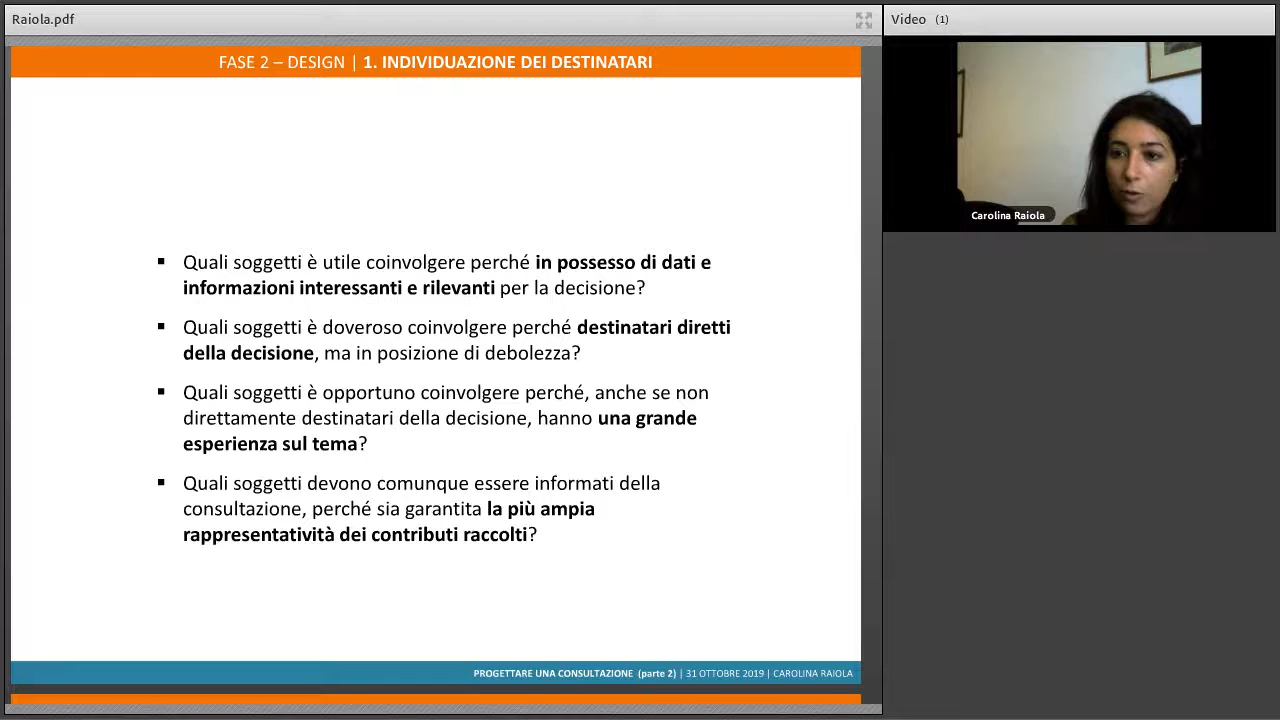 Raiola.pdf
Video (1)
FASE 2 – DESIGN | 1. INDIVIDUAZIONE DEI DESTINATARI
Carolina Raiola
▪ Quali soggetti è utile coinvolgere perché in possesso di dati e
informazioni interessanti e rilevanti per la decisione?
▪ Quali soggetti è doveroso coinvolgere perché destinatari diretti
della decisione, ma in posizione di debolezza?
▪ Quali soggetti è opportuno coinvolgere perché, anche se non
direttamente destinatari della decisione, hanno una grande
esperienza sul tema?
▪ Quali soggetti devono comunque essere informati della
consultazione, perché sia garantita la più ampia
rappresentatività dei contributi raccolti?
PROGETTARE UNA CONSULTAZIONE (parte 2) | 31 OTTOBRE 2019 | CAROLINA RAIOLA